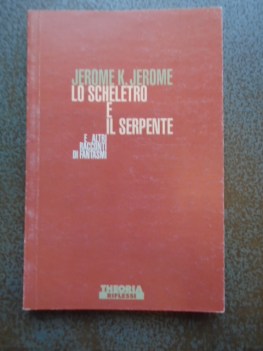 JEROME K. JEROME
LO SCHELETRO
E
IL SERPENTE
E ALTRI
RACCONTI
DI FANTASMI
THEORIA
RIFLESSI